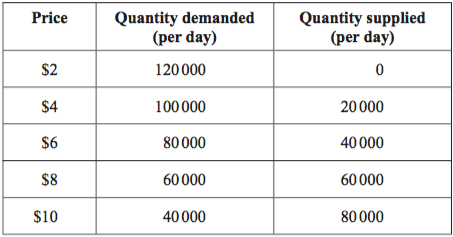 Price Quantity demanded (per day) Quantity supplied (per day)
$2 120 000 0
$4 100 000 20 000
$6 80 000 40 000
$8 60 000 60 000
$10 40 000 80 000